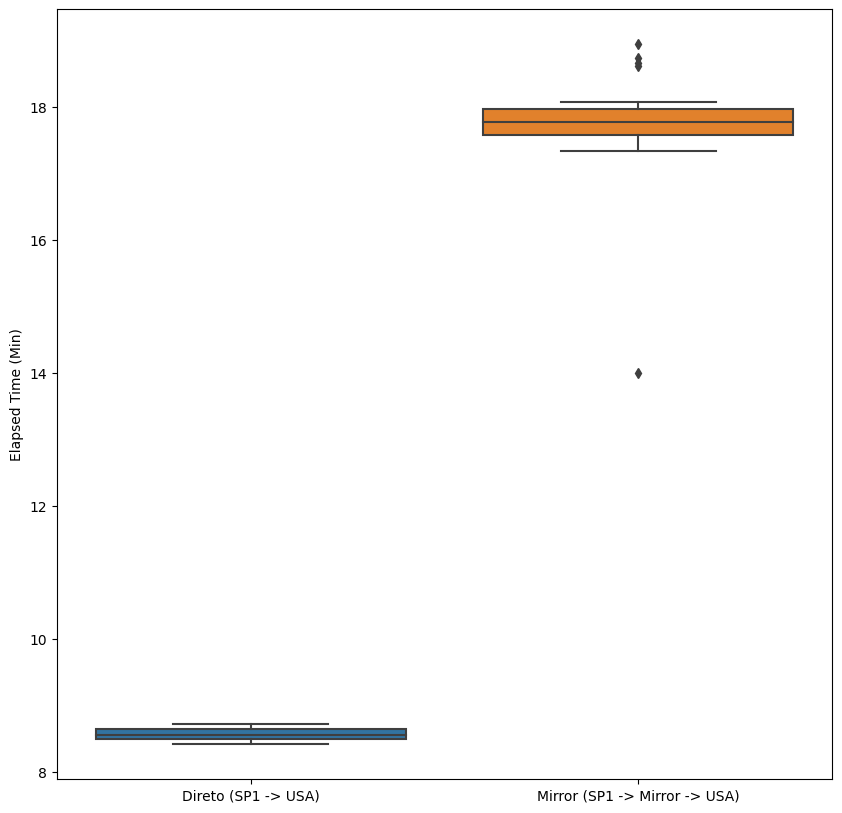 18
16
14
12
10
8
Elapsed Time (Min)
Direto (SP1 -> USA)
Mirror (SP1 -> Mirror -> USA)